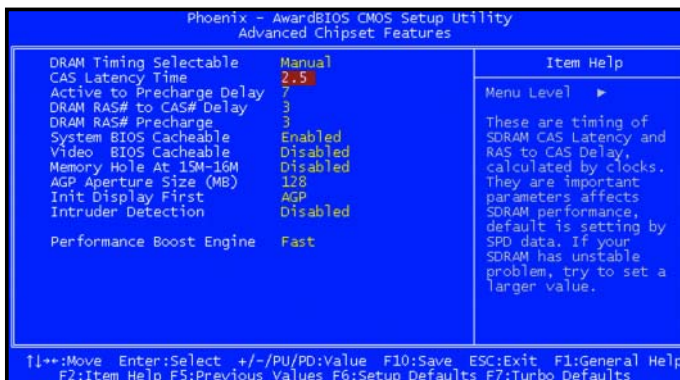 Phoenix - AwardBIOS CMOS Setup Utility
Advanced Chipset Features
DRAM Timing Selectable Manual
CAS Latency Time 2.5
Active to Precharge Delay 7
DRAM RAS# to CAS# Delay 3
DRAM RAS# Precharge 3
System BIOS Cacheable Enabled
Video BIOS Cacheable Disabled
Memory Hole At 15M-16M Disabled
AGP Aperture Size (MB) 128
Init Display First AGP
Intruder Detection Disabled
Performance Boost Engine Fast
Item Help
Menu Level ►
These are timing of
SDRAM CAS Latency and
RAS to CAS Delay,
calculated by clocks.
They are important
parameters affects
SDRAM performance,
default is setting by
SPD data. If your
SDRAM has unstable
problem, try to set a
larger value.
↑↓→←:Move Enter:Select +/-/PU/PD:Value F10:Save ESC:Exit F1:General Help
F2:Item Help F5:Previous Values F6:Setup Defaults F7:Turbo Defaults